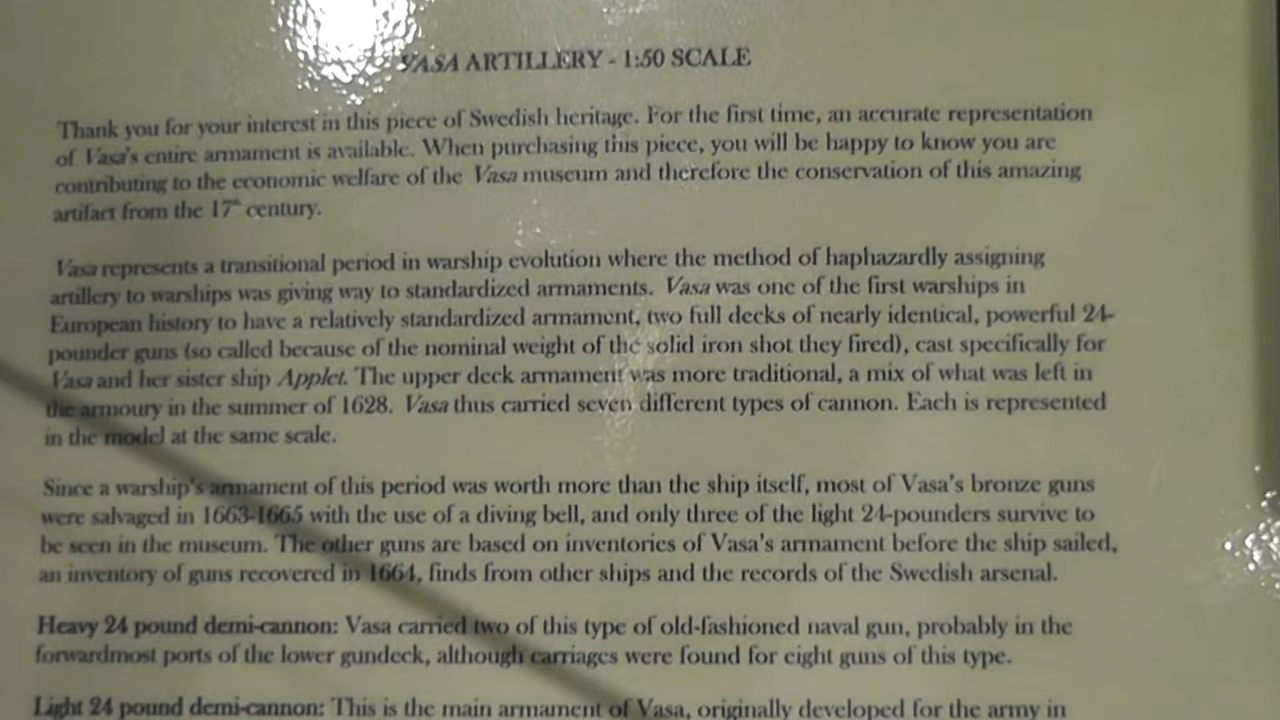 VASA ARTILLERY - 1:50 SCALE
Thank you for your interest in this piece of Swedish heritage. For the first time, an accurate representation
of Vasa's entire armament is available. When purchasing this piece, you will be happy to know you are
contributing to the economic welfare of the Vasa museum and therefore the conservation of this amazing
artifact from the 17th century.
Vasa represents a transitional period in warship evolution where the method of haphazardly assigning
artillery to warships was giving way to standardized armaments. Vasa was one of the first warships in
European history to have a relatively standardized armament, two full decks of nearly identical, powerful 24-
pounder guns (so called because of the nominal weight of the solid iron shot they fired), cast specifically for
Vasa and her sister ship Applet. The upper deck armament was more traditional, a mix of what was left in
the armoury in the summer of 1628. Vasa thus carried seven different types of cannon. Each is represented
in the model at the same scale.
Since a warship's armament of this period was worth more than the ship itself, most of Vasa's bronze guns
were salvaged in 1663-1665 with the use of a diving bell, and only three of the light 24-pounders survive to
be seen in the museum. The other guns are based on inventories of Vasa's armament before the ship sailed,
an inventory of guns recovered in 1664, finds from other ships and the records of the Swedish arsenal.
Heavy 24 pound demi-cannon: Vasa carried two of this type of old-fashioned naval gun, probably in the
forwardmost ports of the lower gundeck, although carriages were found for eight guns of this type.
Light 24 pound demi-cannon: This is the main armament of Vasa, originally developed for the army in